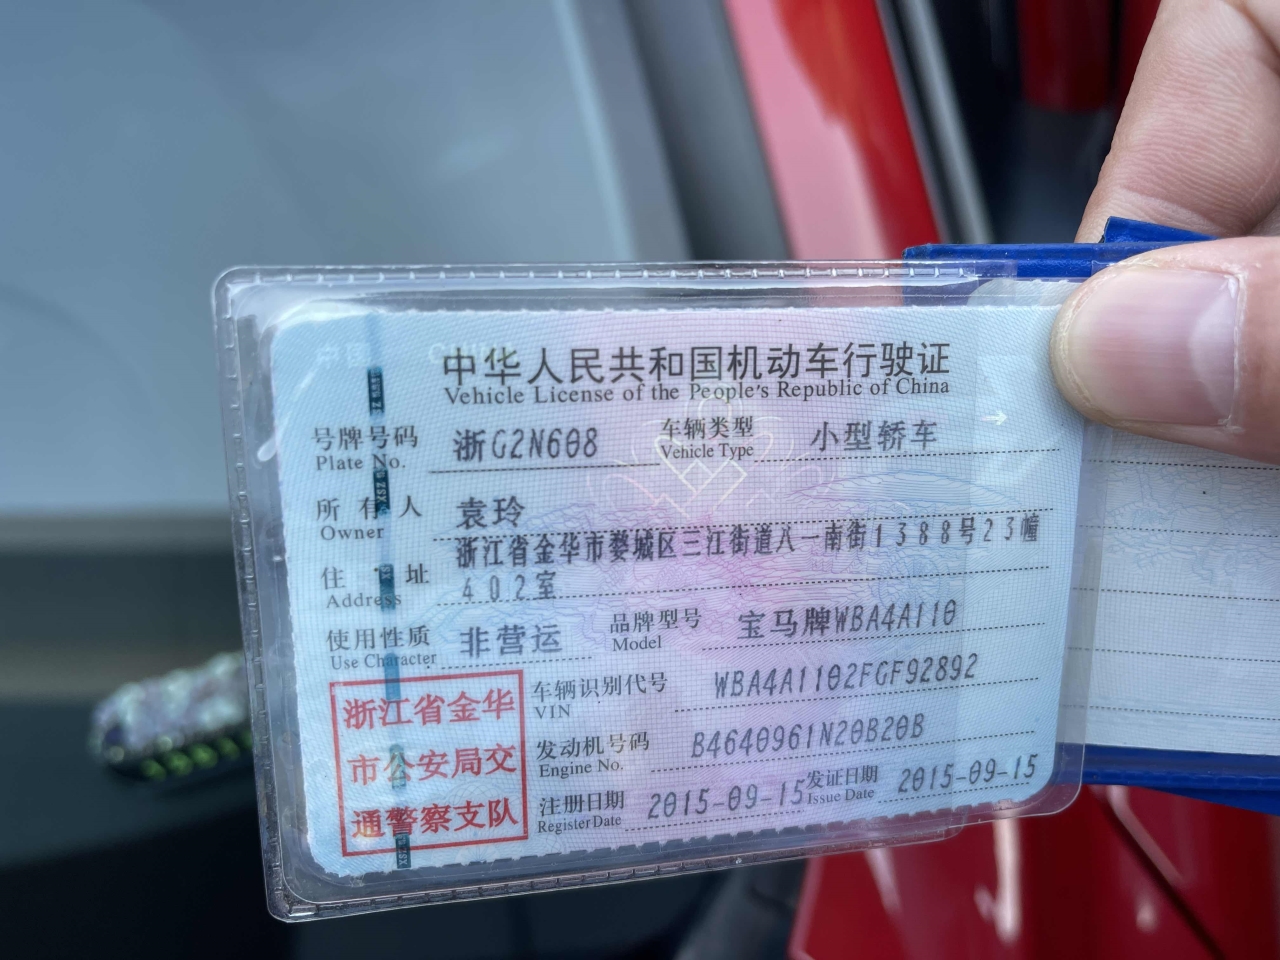 中华人民共和国机动车行驶证
Vehicle License of the People's Republic of China
号牌号码 浙G2N608 车辆类型 小型轿车
Plate No. Vehicle Type
所有人 袁玲
Owner
浙江省金华市婺城区三江街道八一南街1388号23幢
住址 402室
Address
使用性质 非营运 品牌型号 宝马牌WBA4A110
Use Character Model
浙江省金华
市公安局交
通警察支队
车辆识别代号 WBA4A1102FGF92892
VIN
发动机号码 B4640961N20B20B
Engine No.
注册日期 2015-09-15 发证日期 2015-09-15
Register Date Issue Date